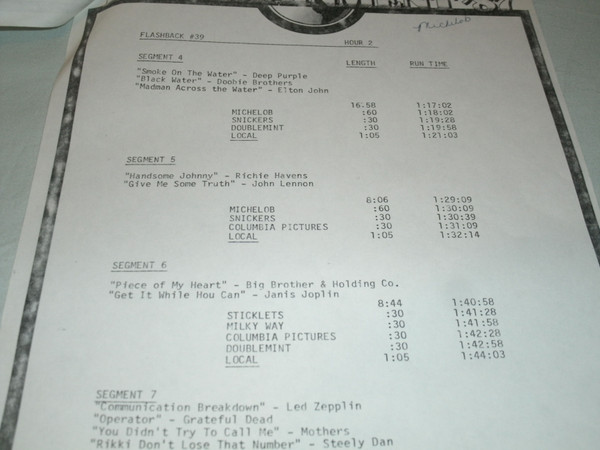 Michelob
FLASHBACK #39 HOUR 2
SEGMENT 4 LENGTH RUN TIME
"Smoke On The Water" - Deep Purple
"Black Water" - Doobie Brothers
"Madman Across the Water" - Elton John
16.58 1:17:02
MICHELOB :60 1:18:02
SNICKERS :30 1:19:28
DOUBLEMINT :30 1:19:58
LOCAL 1:05 1:21:03
SEGMENT 5
"Handsome Johnny" - Richie Havens
"Give Me Some Truth" - John Lennon
8:06 1:29:09
MICHELOB :60 1:30:09
SNICKERS :30 1:30:39
COLUMBIA PICTURES :30 1:31:09
LOCAL 1:05 1:32:14
SEGMENT 6
"Piece of My Heart" - Big Brother & Holding Co.
"Get It While Hou Can" - Janis Joplin
8:44 1:40:58
STICKLETS :30 1:41:28
MILKY WAY :30 1:41:58
COLUMBIA PICTURES :30 1:42:28
DOUBLEMINT :30 1:42:58
LOCAL 1:05 1:44:03
SEGMENT 7
"Communication Breakdown" - Led Zepplin
"Operator" - Grateful Dead
"You Didn't Try To Call Me" - Mothers
"Rikki Don't Lose That Number" - Steely Dan